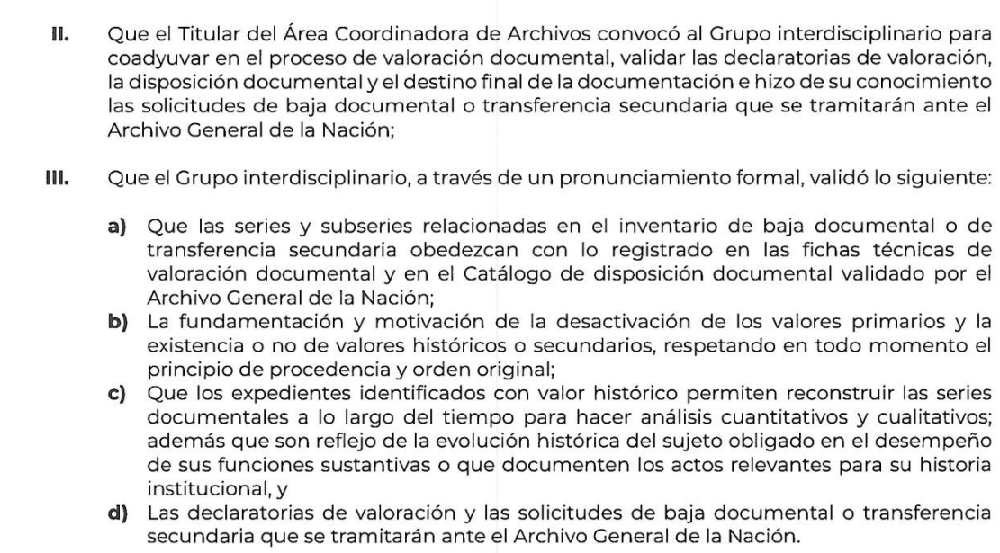 II. Que el Titular del Área Coordinadora de Archivos convocó al Grupo interdisciplinario para
coadyuvar en el proceso de valoración documental, validar las declaratorias de valoración,
la disposición documental y el destino final de la documentación e hizo de su conocimiento
las solicitudes de baja documental o transferencia secundaria que se tramitarán ante el
Archivo General de la Nación;
III. Que el Grupo interdisciplinario, a través de un pronunciamiento formal, validó lo siguiente:
a) Que las series y subseries relacionadas en el inventario de baja documental o de
transferencia secundaria obedezcan con lo registrado en las fichas técnicas de
valoración documental y en el Catálogo de disposición documental validado por el
Archivo General de la Nación;
b) La fundamentación y motivación de la desactivación de los valores primarios y la
existencia o no de valores históricos o secundarios, respetando en todo momento el
principio de procedencia y orden original;
c) Que los expedientes identificados con valor histórico permiten reconstruir las series
documentales a lo largo del tiempo para hacer análisis cuantitativos y cualitativos;
además que son reflejo de la evolución histórica del sujeto obligado en el desempeño
de sus funciones sustantivas o que documenten los actos relevantes para su historia
institucional, y
d) Las declaratorias de valoración y las solicitudes de baja documental o transferencia
secundaria que se tramitarán ante el Archivo General de la Nación.